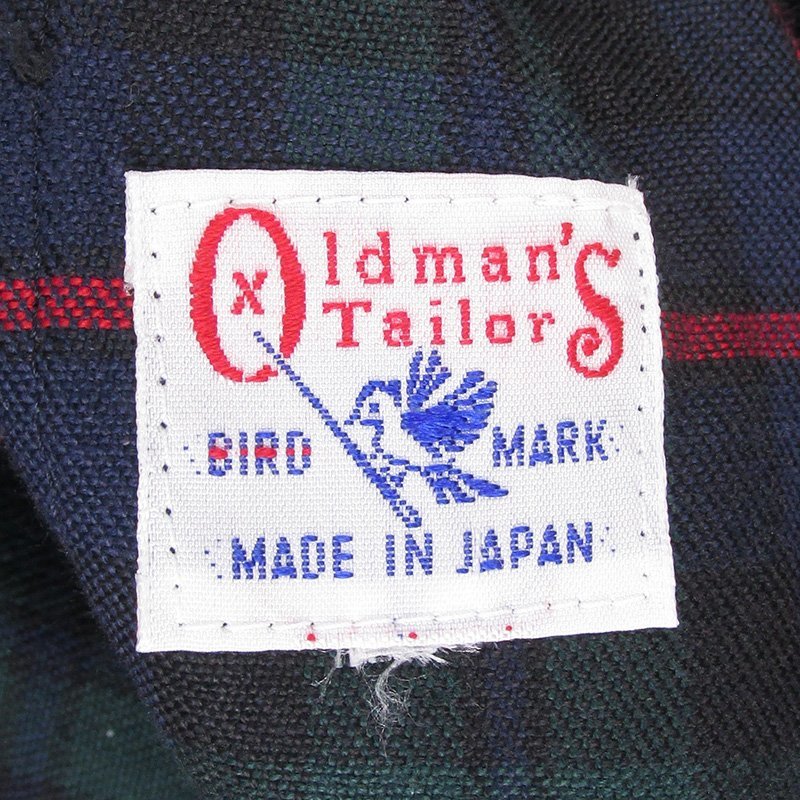 Oldman'S
x
Tailor
BIRD MARK
MADE IN JAPAN